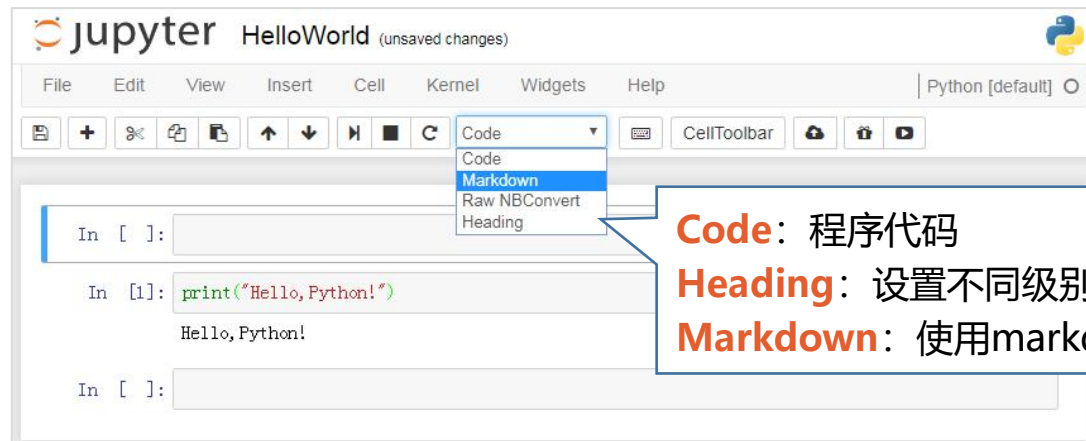 jupyter HelloWorld (unsaved changes)
File Edit View Insert Cell Kernel Widgets Help Python [default]
Code CellToolbar
Code
Markdown
Raw NBConvert
Heading
Code：程序代码
Heading：设置不同级别
Markdown：使用mark
In [ ]:
In [1]: print("Hello,Python!")
Hello,Python!
In [ ]: